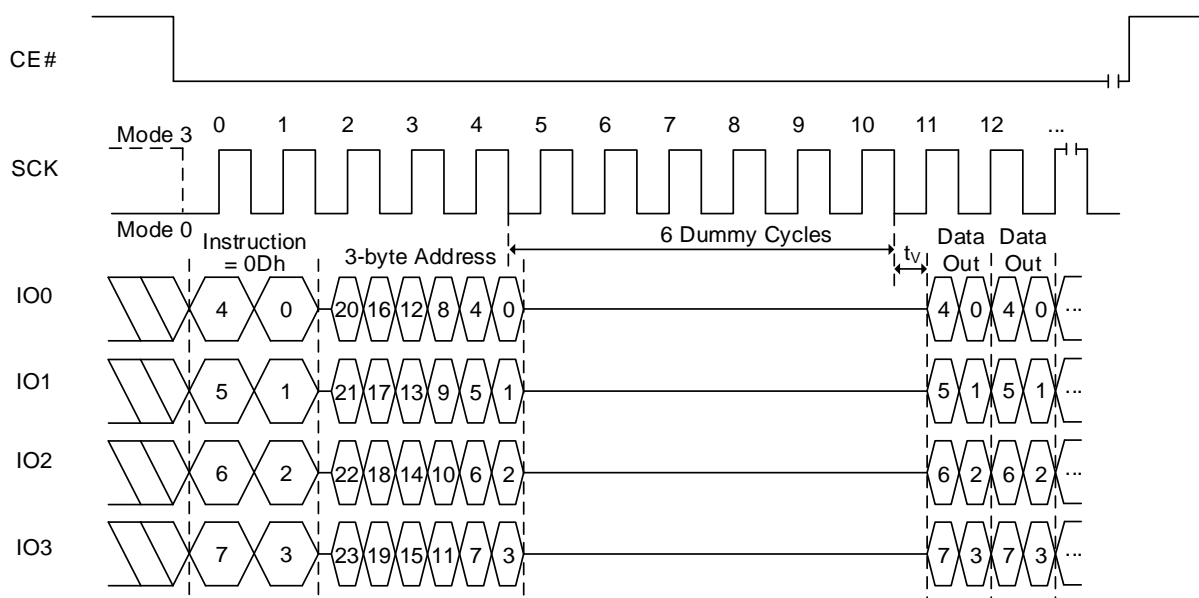 CE#
0 1 2 3 4 5 6 7 8 9 10 11 12 ...
Mode 3
SCK
Mode 0
Instruction = 0Dh
3-byte Address
6 Dummy Cycles
tV
Data Out
Data Out
IO0 4 0 20 16 12 8 4 0 4 0 4 0 ...
IO1 5 1 21 17 13 9 5 1 5 1 5 1 ...
IO2 6 2 22 18 14 10 6 2 6 2 6 2 ...
IO3 7 3 23 19 15 11 7 3 7 3 7 3 ...